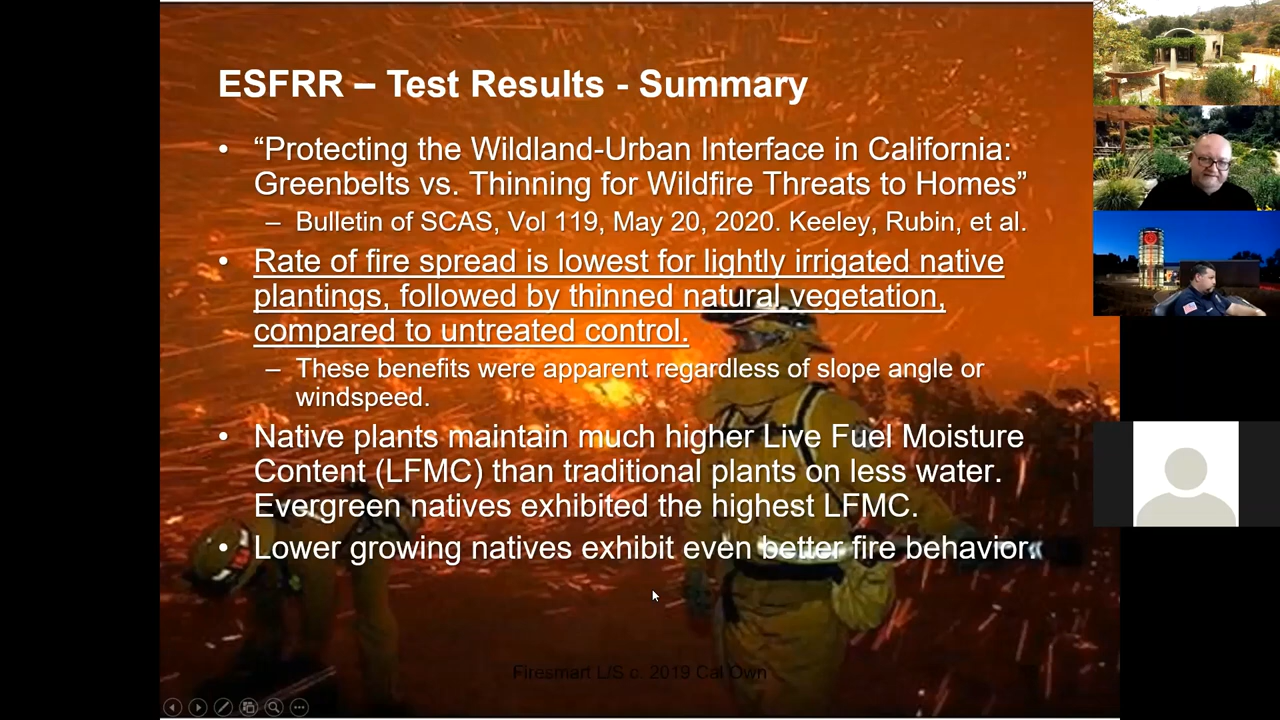 ESFRR – Test Results - Summary
• “Protecting the Wildland-Urban Interface in California:
Greenbelts vs. Thinning for Wildfire Threats to Homes”
– Bulletin of SCAS, Vol 119, May 20, 2020. Keeley, Rubin, et al.
• Rate of fire spread is lowest for lightly irrigated native
plantings, followed by thinned natural vegetation,
compared to untreated control.
– These benefits were apparent regardless of slope angle or
windspeed.
• Native plants maintain much higher Live Fuel Moisture
Content (LFMC) than traditional plants on less water.
Evergreen natives exhibited the highest LFMC.
• Lower growing natives exhibit even better fire behavior.
Firesmart L/S c. 2019 Cal Own